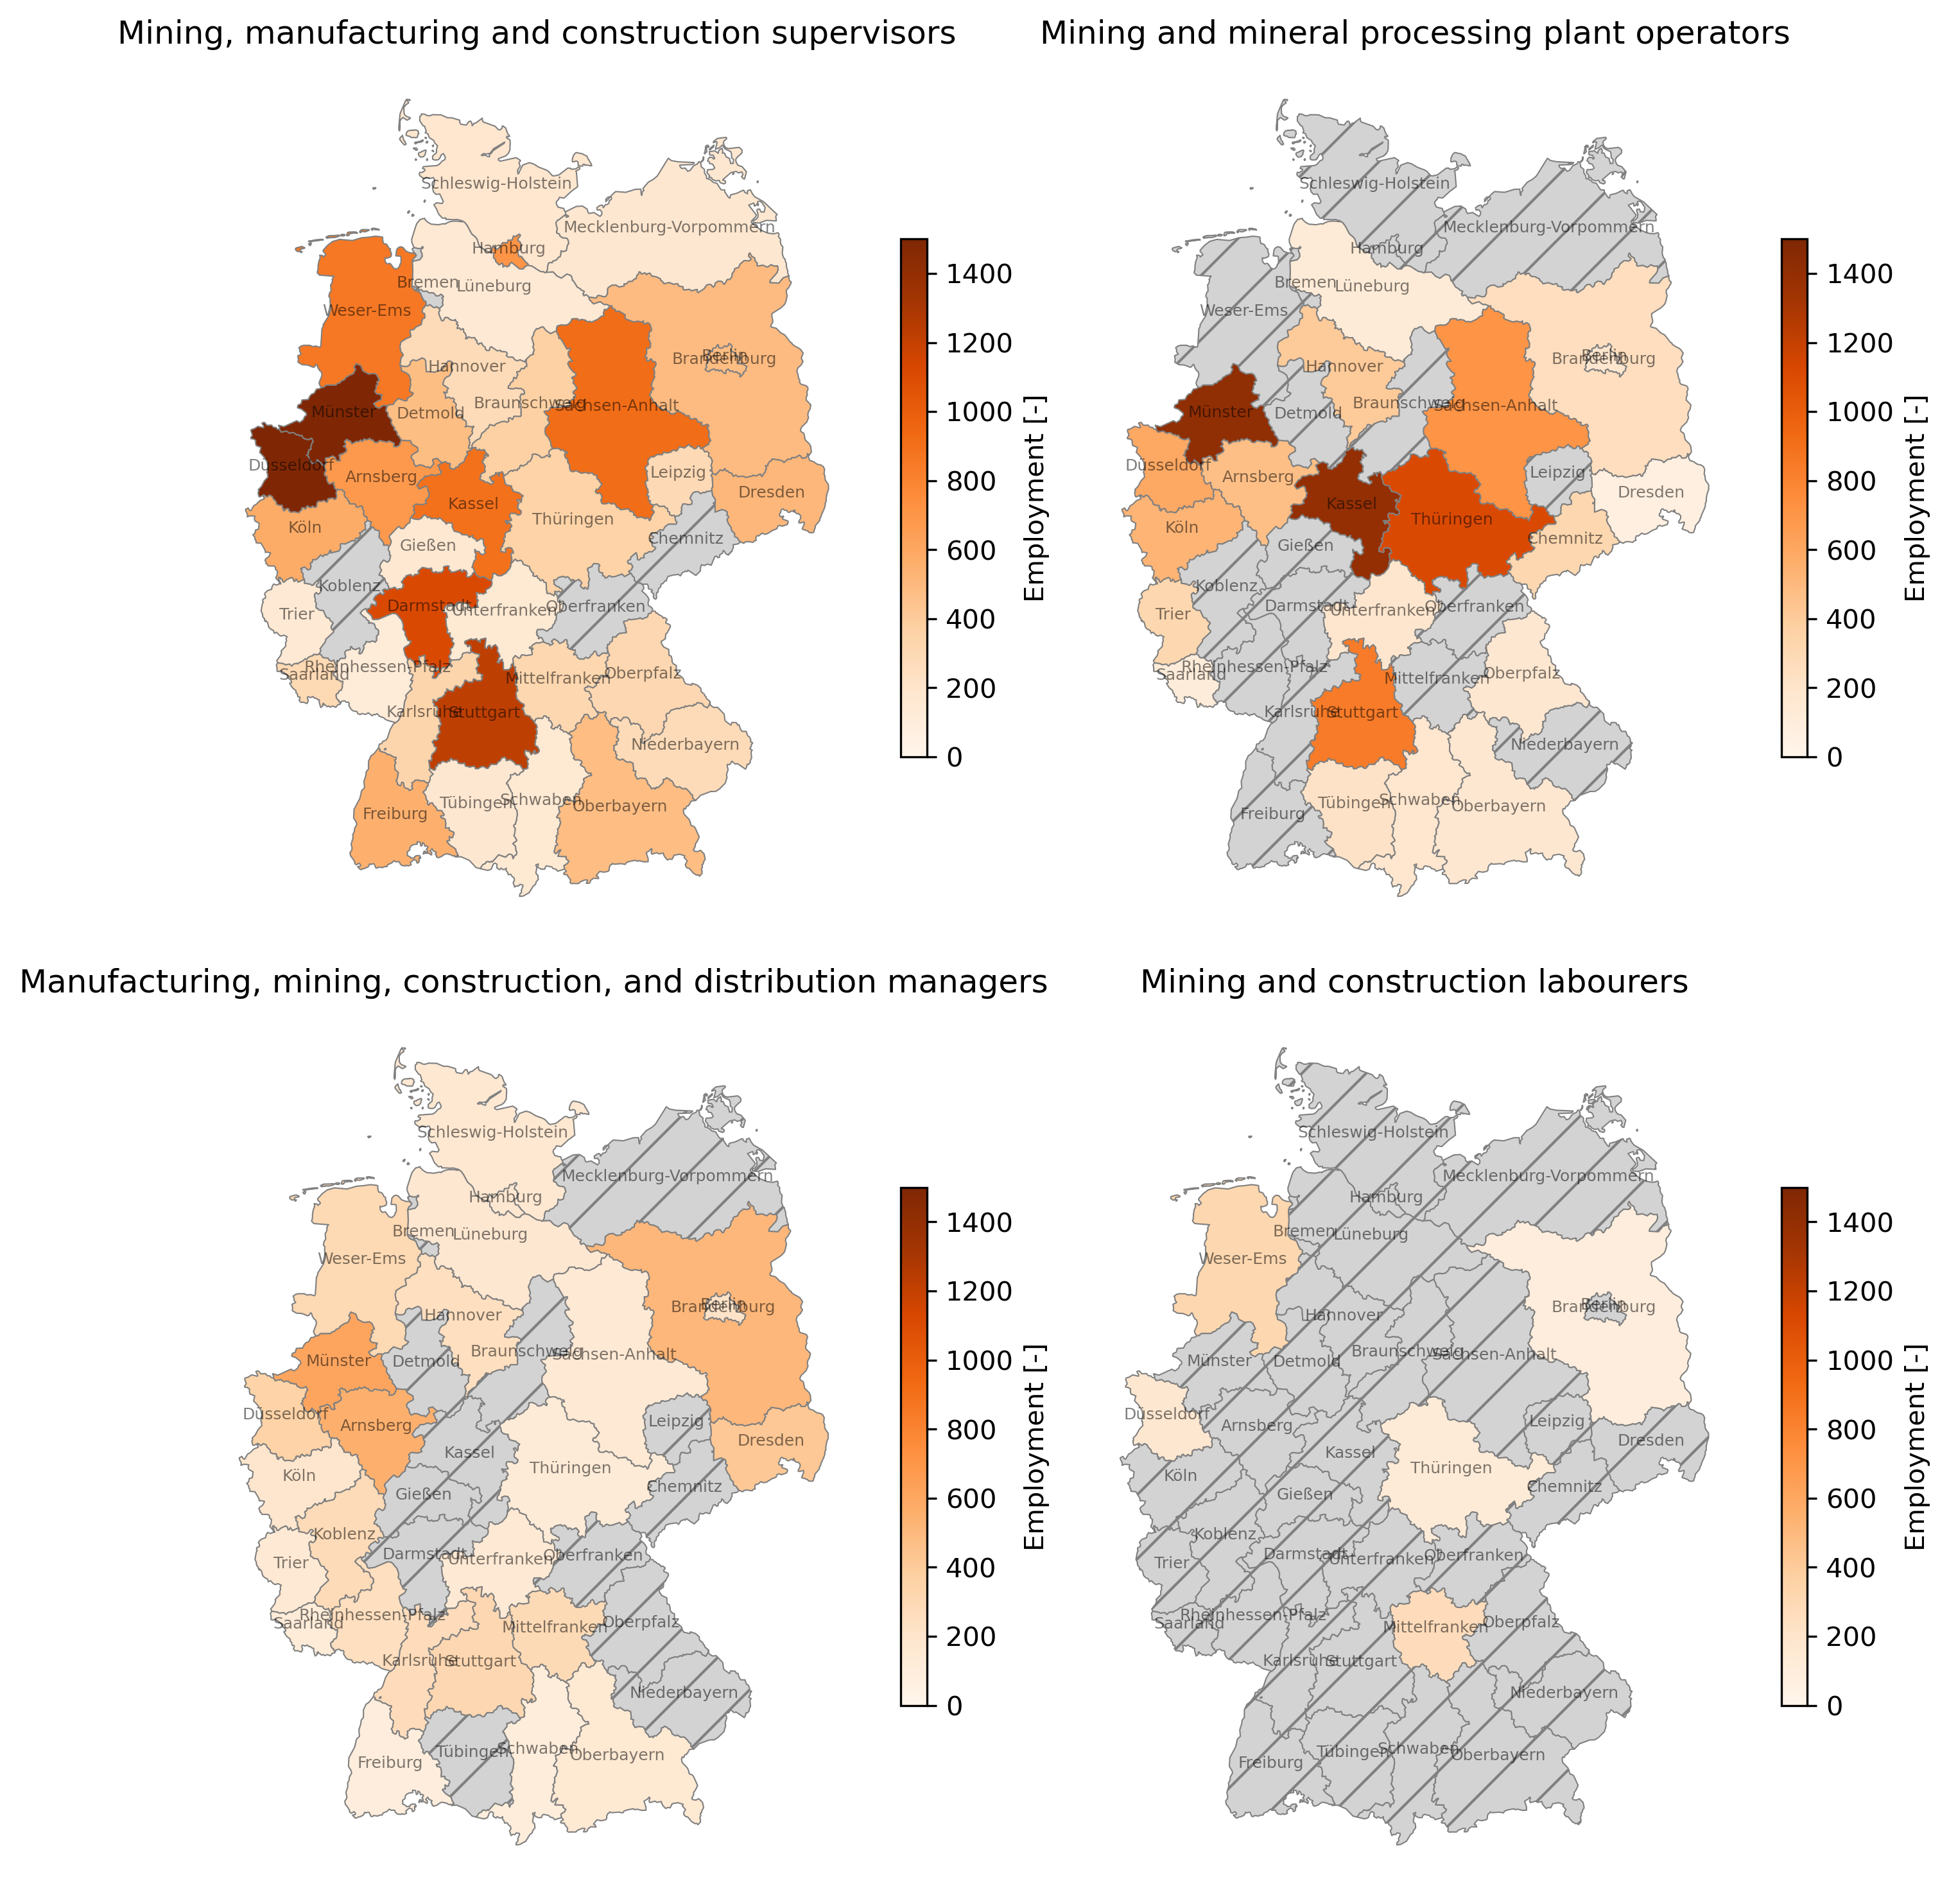 Mining, manufacturing and construction supervisors
Schleswig-Holstein
Mecklenburg-Vorpommern
Hamburg
Bremen
Lüneburg
Weser-Ems
Berlin
Brandenburg
Hannover
Braunschweig
Sachsen-Anhalt
Münster
Detmold
Düsseldorf
Arnsberg
Leipzig
Dresden
Kassel
Thüringen
Köln
Gießen
Chemnitz
Koblenz
Trier
Darmstadt
Unterfranken
Oberfranken
Rheinhessen-Pfalz
Saarland
Mittelfranken
Oberpfalz
Karlsruhe
Stuttgart
Niederbayern
Freiburg
Tübingen
Schwaben
Oberbayern
1400
1200
1000
800
600
400
200
0
Employment [-]
Mining and mineral processing plant operators
Schleswig-Holstein
Mecklenburg-Vorpommern
Hamburg
Bremen
Lüneburg
Weser-Ems
Berlin
Brandenburg
Hannover
Braunschweig
Sachsen-Anhalt
Münster
Detmold
Düsseldorf
Arnsberg
Leipzig
Dresden
Kassel
Thüringen
Köln
Gießen
Chemnitz
Koblenz
Trier
Darmstadt
Unterfranken
Oberfranken
Rheinhessen-Pfalz
Saarland
Mittelfranken
Oberpfalz
Karlsruhe
Stuttgart
Niederbayern
Freiburg
Tübingen
Schwaben
Oberbayern
1400
1200
1000
800
600
400
200
0
Employment [-]
Manufacturing, mining, construction, and distribution managers
Schleswig-Holstein
Mecklenburg-Vorpommern
Hamburg
Bremen
Lüneburg
Weser-Ems
Berlin
Brandenburg
Hannover
Braunschweig
Sachsen-Anhalt
Münster
Detmold
Düsseldorf
Arnsberg
Leipzig
Dresden
Kassel
Thüringen
Köln
Gießen
Chemnitz
Koblenz
Trier
Darmstadt
Unterfranken
Oberfranken
Rheinhessen-Pfalz
Saarland
Mittelfranken
Oberpfalz
Karlsruhe
Stuttgart
Niederbayern
Freiburg
Tübingen
Schwaben
Oberbayern
1400
1200
1000
800
600
400
200
0
Employment [-]
Mining and construction labourers
Schleswig-Holstein
Mecklenburg-Vorpommern
Hamburg
Bremen
Lüneburg
Weser-Ems
Berlin
Brandenburg
Hannover
Braunschweig
Sachsen-Anhalt
Münster
Detmold
Düsseldorf
Arnsberg
Leipzig
Dresden
Kassel
Thüringen
Köln
Gießen
Chemnitz
Koblenz
Trier
Darmstadt
Unterfranken
Oberfranken
Rheinhessen-Pfalz
Saarland
Mittelfranken
Oberpfalz
Karlsruhe
Stuttgart
Niederbayern
Freiburg
Tübingen
Schwaben
Oberbayern
1400
1200
1000
800
600
400
200
0
Employment [-]